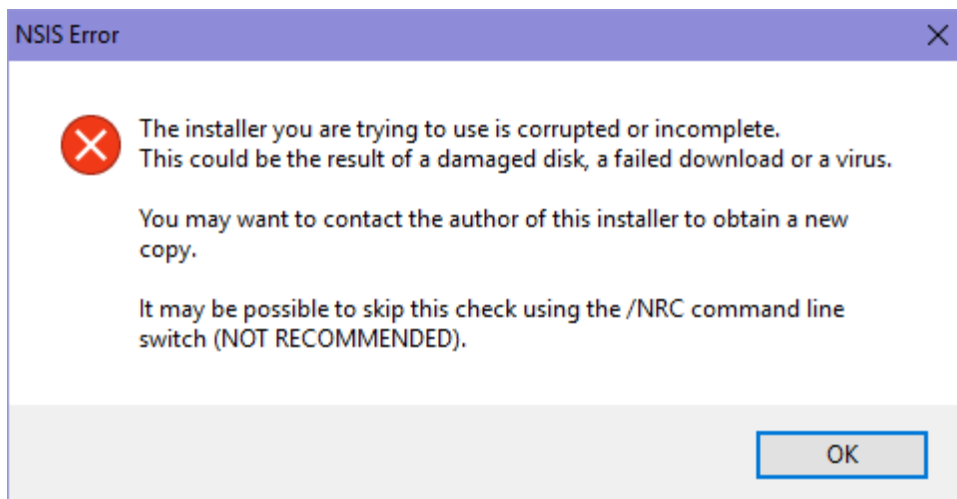 NSIS Error
The installer you are trying to use is corrupted or incomplete.
This could be the result of a damaged disk, a failed download or a virus.
You may want to contact the author of this installer to obtain a new
copy.
It may be possible to skip this check using the /NRC command line
switch (NOT RECOMMENDED).
OK